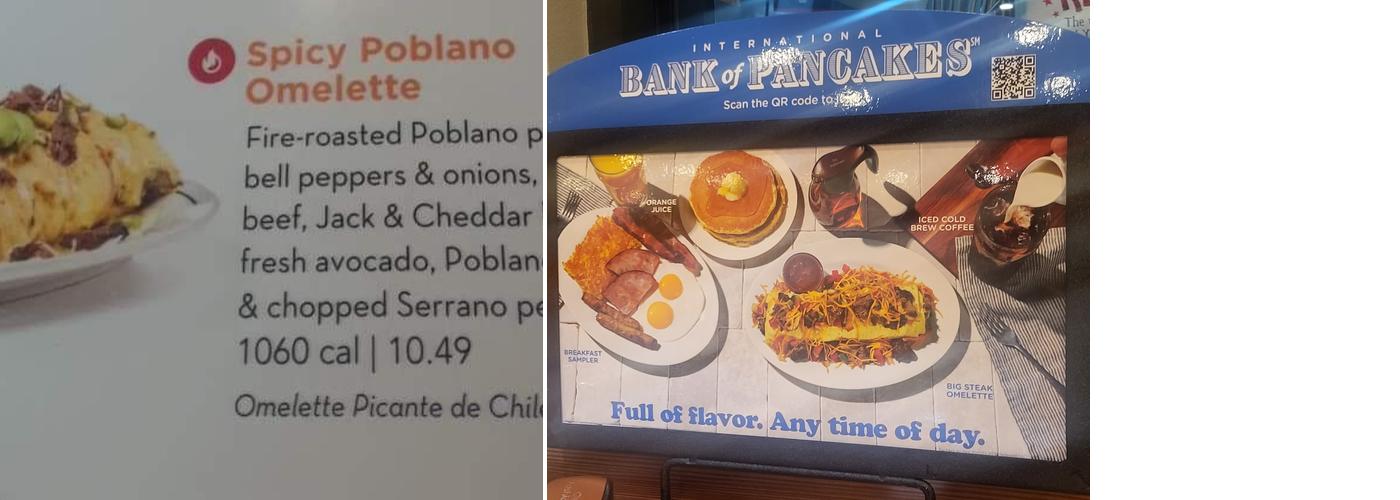 Spicy Poblano
Omelette
Fire-roasted Poblano
bell peppers & onions,
beef, Jack & Cheddar
fresh avocado,
& chopped Serrano
1060 cal | 10.49
Omelette Picante de
INTERNATIONAL
BANK of PANCAKES SM
Scan the QR code to
The
ORANGE
JUICE
ICED COLD
BREW COFFEE
BREAKFAST
SAMPLER
BIG STEAK
OMELETTE
Full of flavor. Any time of day.